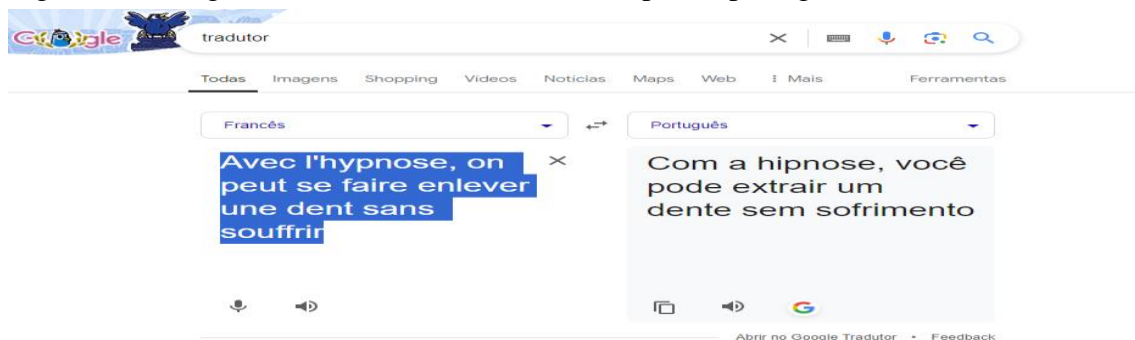 Google
tradutor
Todas Imagens Shopping Vídeos Notícias Maps Web ⋮ Mais Ferramentas
Francês
Português
Avec l'hypnose, on
peut se faire enlever
une dent sans
souffrir
Com a hipnose, você
pode extrair um
dente sem sofrimento
Abrir no Google Tradutor • Feedback